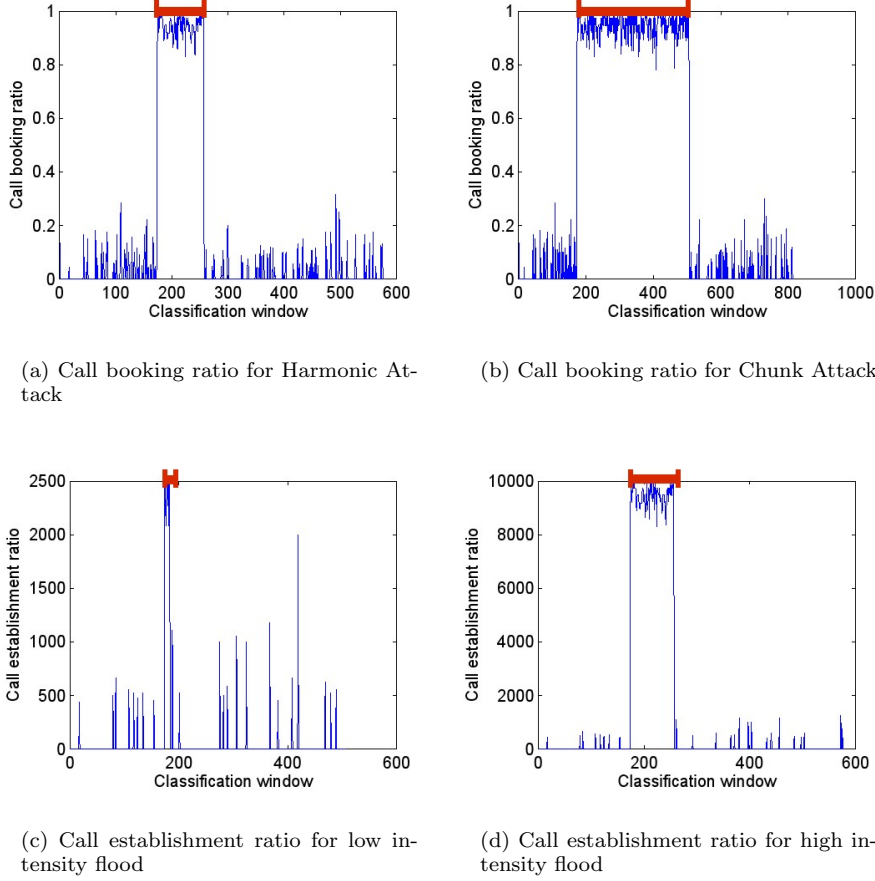 1
0.8
0.6
0.4
0.2
0
Call booking ratio
0 100 200 300 400 500 600
Classification window
(a) Call booking ratio for Harmonic At-
tack
1
0.8
0.6
0.4
0.2
0
Call booking ratio
0 200 400 600 800 1000
Classification window
(b) Call booking ratio for Chunk Attack
2500
2000
1500
1000
500
0
Call establishment ratio
0 200 400 600
Classification window
(c) Call establishment ratio for low in-
tensity flood
10000
8000
6000
4000
2000
0
Call establishment ratio
0 200 400 600
Classification window
(d) Call establishment ratio for high in-
tensity flood